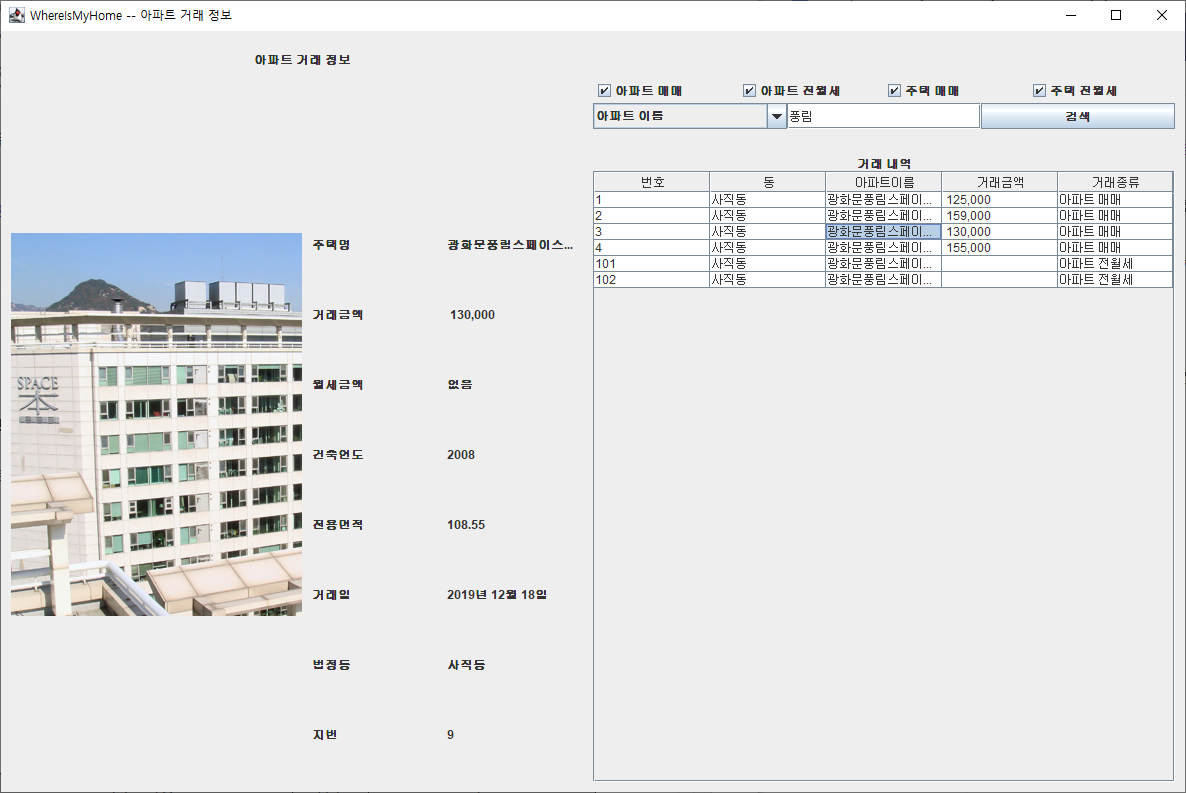 WhereIsMyHome -- 아파트 거래 정보
아파트 거래 정보
아파트 매매 아파트 전월세 주택 매매 주택 전월세
아파트 이름 풍림 검색
거래 내역
번호 동 아파트이름 거래금액 거래종류
1 사직동 광화문풍림스페이... 125,000 아파트 매매
2 사직동 광화문풍림스페이... 159,000 아파트 매매
3 사직동 광화문풍림스페이... 130,000 아파트 매매
4 사직동 광화문풍림스페이... 155,000 아파트 매매
101 사직동 광화문풍림스페이... 아파트 전월세
102 사직동 광화문풍림스페이... 아파트 전월세
SPACE
本
주택명 광화문풍림스페이스...
거래금액 130,000
월세금액 없음
건축연도 2008
전용면적 108.55
거래일 2019년 12월 18일
법정동 사직동
지번 9